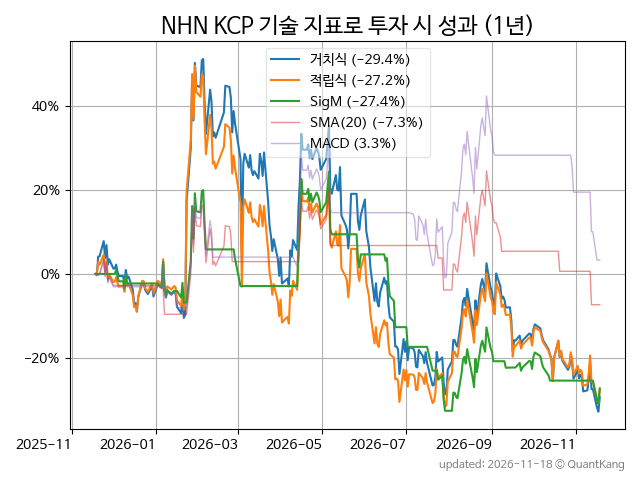 NHN KCP 기술 지표로 투자 시 성과 (1년)
거치식 (−29.4%)
적립식 (−27.2%)
SigM (−27.4%)
SMA(20) (−7.3%)
MACD (3.3%)
40%
20%
0%
−20%
2025-11 2026-01 2026-03 2026-05 2026-07 2026-09 2026-11
updated: 2026-11-18 © QuantKang